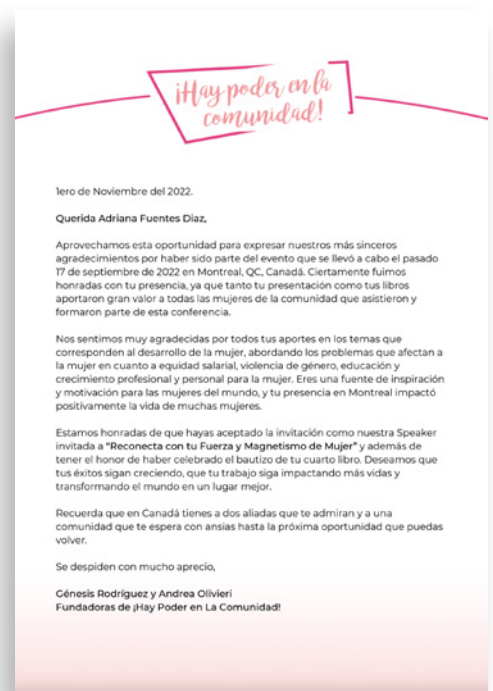 ¡Hay poder en la
comunidad!
1ero de Noviembre del 2022.
Querida Adriana Fuentes Diaz,
Aprovechamos esta oportunidad para expresar nuestros más sinceros
agradecimientos por haber sido parte del evento que se llevó a cabo el pasado
17 de septiembre de 2022 en Montreal, QC, Canadá. Ciertamente fuimos
honradas con tu presencia, ya que tanto tu presentación como tus libros
aportaron gran valor a todas las mujeres de la comunidad que asistieron y
formaron parte de esta conferencia.
Nos sentimos muy agradecidas por todos tus aportes en los temas que
corresponden al desarrollo de la mujer, abordando los problemas que afectan a
la mujer en cuanto a equidad salarial, violencia de género, educación y
crecimiento profesional y personal para la mujer. Eres una fuente de inspiración
y motivación para las mujeres del mundo, y tu presencia en Montreal impactó
positivamente la vida de muchas mujeres.
Estamos honradas de que hayas aceptado la invitación como nuestra Speaker
invitada a "Reconecta con tu Fuerza y Magnetismo de Mujer" y además de
tener el honor de haber celebrado el bautizo de tu cuarto libro. Deseamos que
tus éxitos sigan creciendo, que tu trabajo siga impactando más vidas y
transformando el mundo en un lugar mejor.
Recuerda que en Canadá tienes a dos aliadas que te admiran y a una
comunidad que te espera con ansias hasta la próxima oportunidad que puedas
volver.
Se despiden con mucho aprecio,
Génesis Rodríguez y Andrea Olivieri
Fundadoras de ¡Hay Poder en La Comunidad!